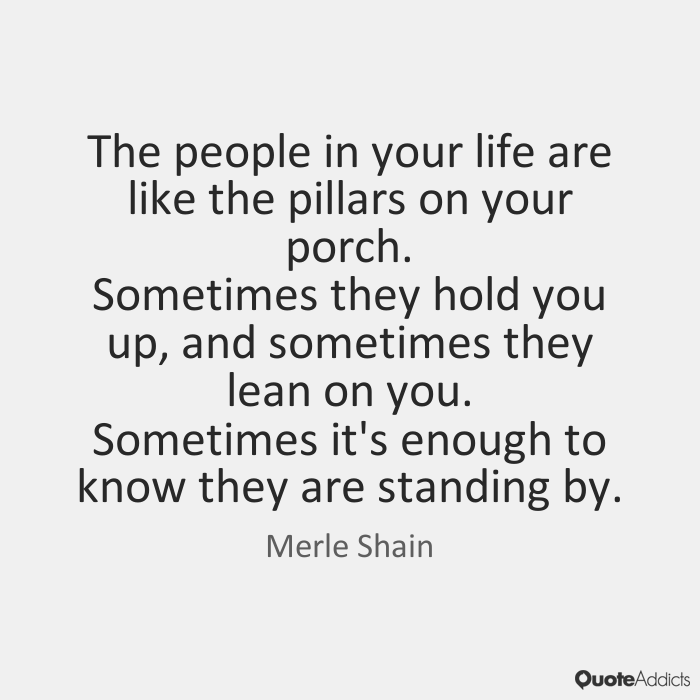 The people in your life are
like the pillars on your
porch.
Sometimes they hold you
up, and sometimes they
lean on you.
Sometimes it's enough to
know they are standing by.
Merle Shain
QuoteAddicts